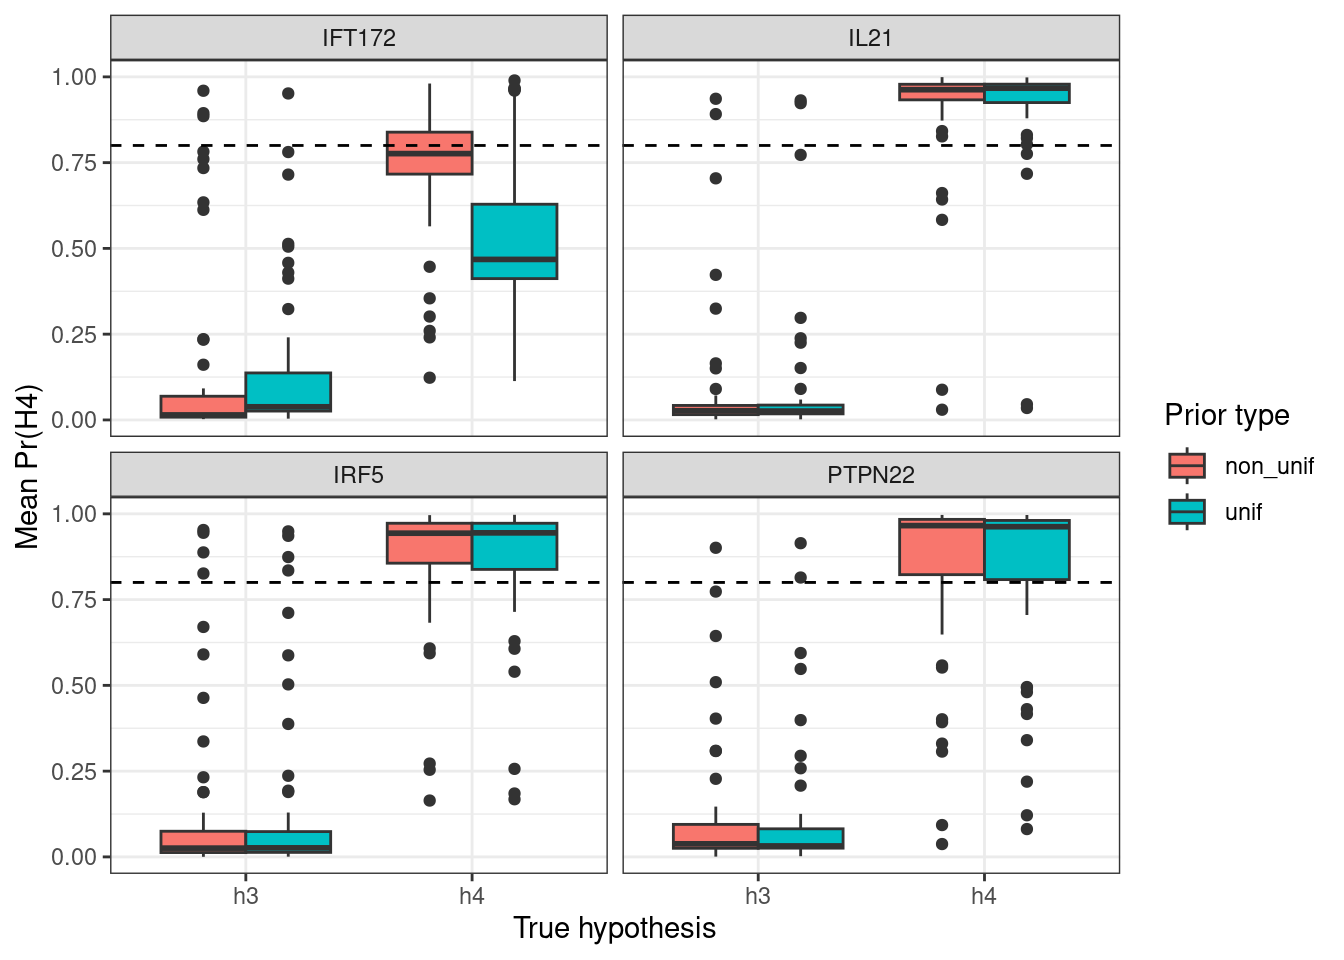 IFT172
IL21
1.00
0.75
0.50
0.25
0.00
IRF5
PTPN22
1.00
0.75
0.50
0.25
0.00
h3
h4
h3
h4
True hypothesis
Mean Pr(H4)
Prior type
non_unif
unif